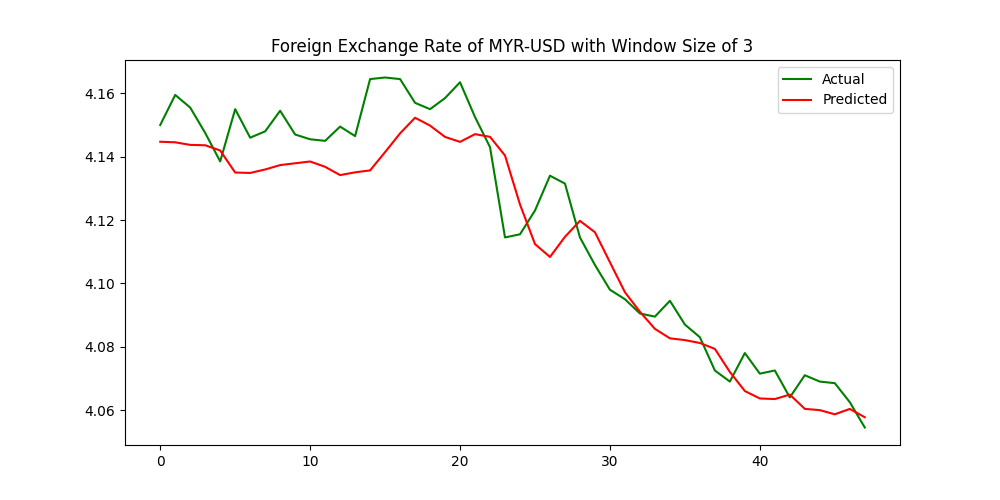 Foreign Exchange Rate of MYR-USD with Window Size of 3
Actual
Predicted
4.16
4.14
4.12
4.10
4.08
4.06
0 10 20 30 40